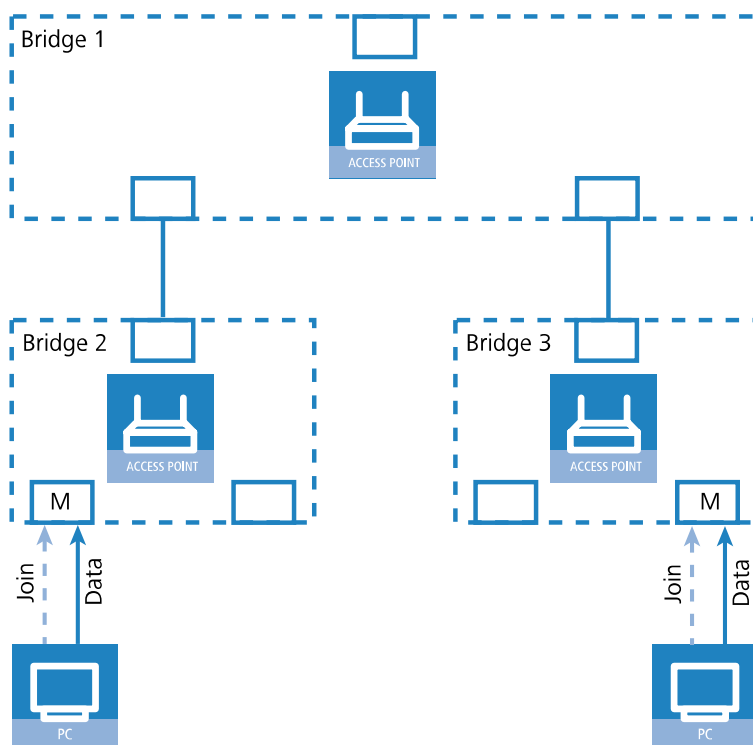 Bridge 1
ACCESS POINT
Bridge 2
Bridge 3
ACCESS POINT
ACCESS POINT
M
M
Join
Data
Join
Data
PC
PC